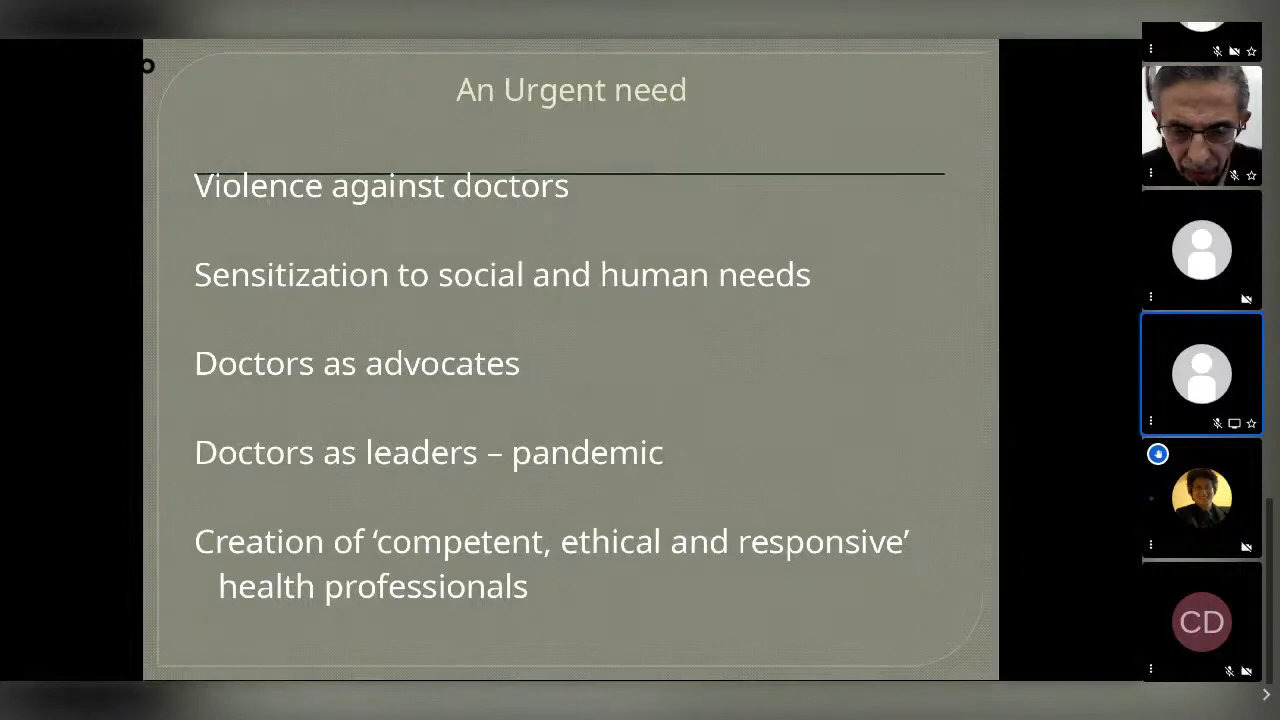 An Urgent need
Violence against doctors
Sensitization to social and human needs
Doctors as advocates
Doctors as leaders – pandemic
Creation of ‘competent, ethical and responsive’
health professionals
CD